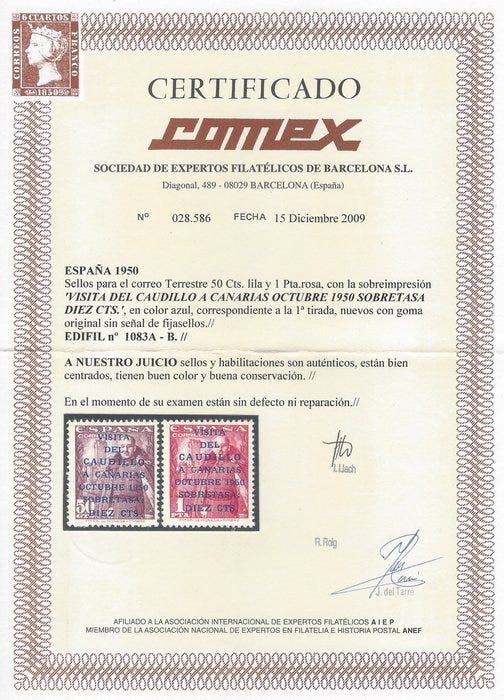 6 CUARTOS
CORREOS
FRANCO
1850
CERTIFICADO
comex
SOCIEDAD DE EXPERTOS FILATÉLICOS DE BARCELONA S.L.
Diagonal, 489 - 08029 BARCELONA (España)
Nº 028.586 FECHA 15 Diciembre 2009
ESPAÑA 1950
Sellos para el correo Terrestre 50 Cts. lila y 1 Pta.rosa, con la sobreimpresión
'VISITA DEL CAUDILLO A CANARIAS OCTUBRE 1950 SOBRETASA
DIEZ CTS.', en color azul, correspondiente a la 1ª tirada, nuevos con goma
original sin señal de fijasellos.//
EDIFIL nº 1083A - B. //
A NUESTRO JUICIO sellos y habilitaciones son auténticos, están bien
centrados, tienen buen color y buena conservación. //
En el momento de su examen están sin defecto ni reparación.//
ESPAÑA
CORREOS
VISITA
DEL
CAUDILLO
A CANARIAS
OCTUBRE 1950
SOBRETASA:
DIEZ CTS
ESPAÑA
CORREOS
VISITA
DEL
CAUDILLO
A CANARIAS
OCTUBRE 1950
SOBRETASA:
DIEZ CTS
1
PTA
I.Llach
R.Roig
J. del Tarré
AFILIADO A LA ASOCIACIÓN INTERNACIONAL DE EXPERTOS FILATÉLICOS A I E P
MIEMBRO DE LA ASOCIACIÓN NACIONAL DE EXPERTOS EN FILATELIA E HISTORIA POSTAL ANEF